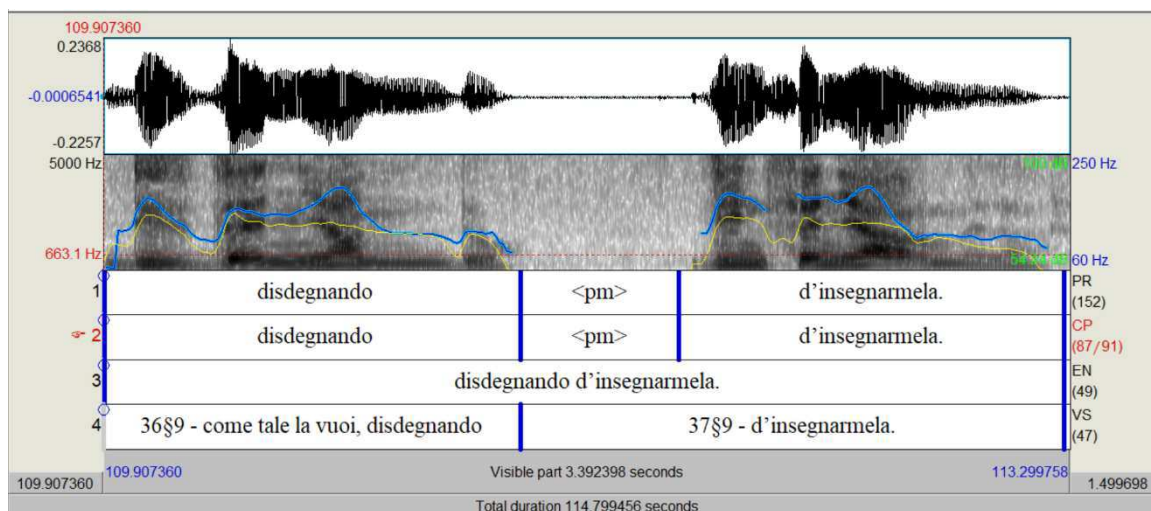 109.907360
0.2368
-0.0006541
-0.2257
5000 Hz 250 Hz
663.1 Hz 60 Hz
1 disdegnando <pm> d’insegnarmela. PR (152)
2 disdegnando <pm> d’insegnarmela. CP (87/91)
3 disdegnando d’insegnarmela. EN (49)
4 36§9 - come tale la vuoi, disdegnando 37§9 - d’insegnarmela. VS (47)
109.907360 Visible part 3.392398 seconds 113.299758
109.907360 1.499698
Total duration 114.799456 seconds